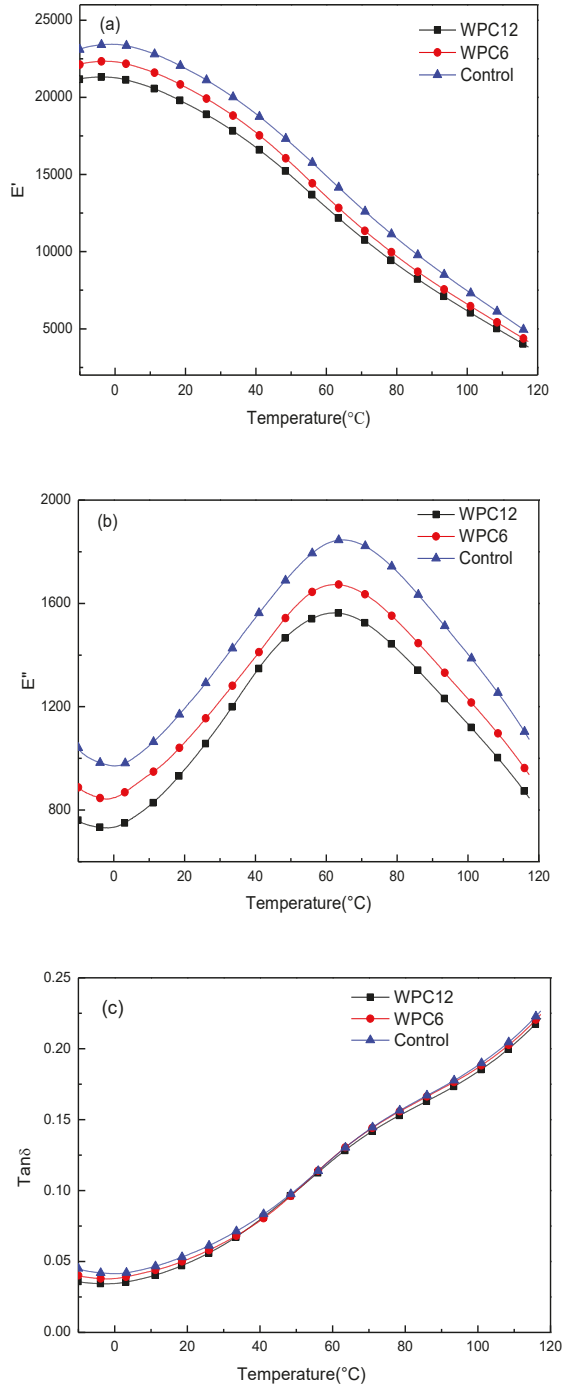 (a)
WPC12
WPC6
Control
25000
20000
15000
10000
5000
E'
0
20
40
60
80
100
120
Temperature(°C)
(b)
WPC12
WPC6
Control
2000
1600
1200
800
E"
0
20
40
60
80
100
120
Temperature(°C)
(c)
WPC12
WPC6
Control
0.25
0.20
0.15
0.10
0.05
0.00
Tanδ
0
20
40
60
80
100
120
Temperature(°C)